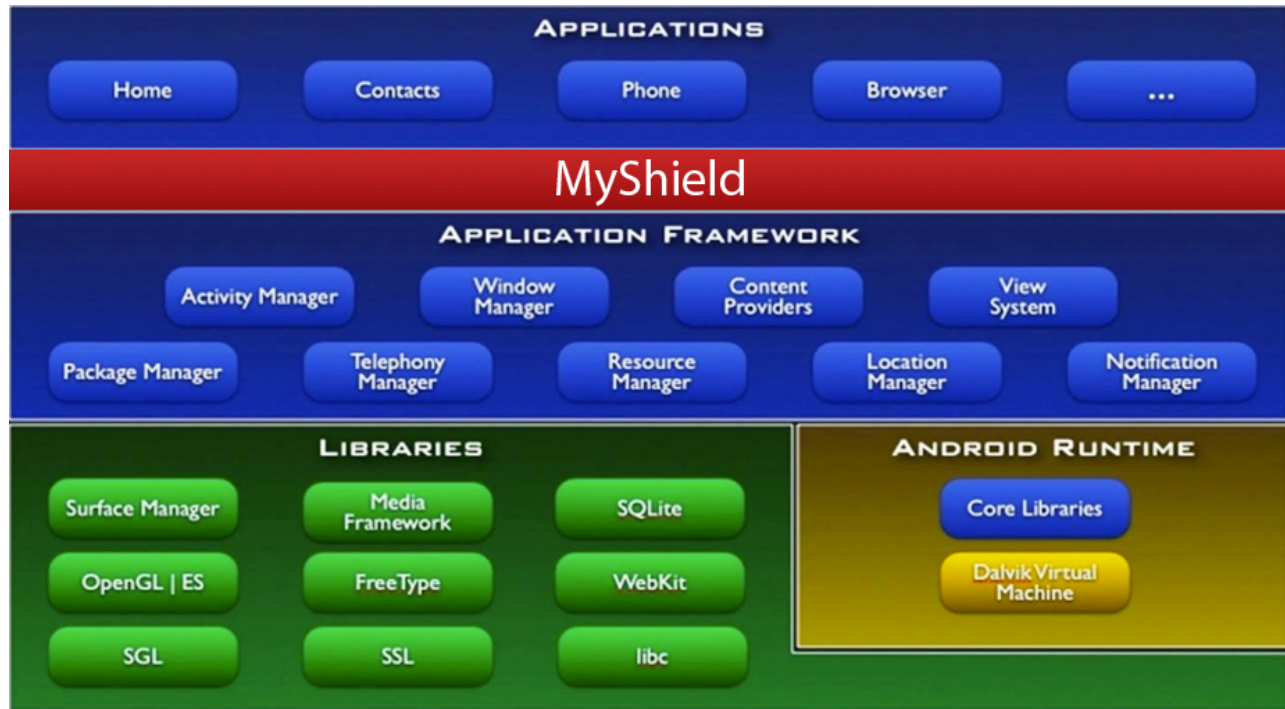 APPLICATIONS
Home
Contacts
Phone
Browser
...
MyShield
APPLICATION FRAMEWORK
Activity Manager
Window
Manager
Content
Providers
View
System
Package Manager
Telephony
Manager
Resource
Manager
Location
Manager
Notification
Manager
LIBRARIES
Surface Manager
Media
Framework
SQLite
OpenGL | ES
FreeType
WebKit
SGL
SSL
libc
ANDROID RUNTIME
Core Libraries
Dalvik Virtual
Machine